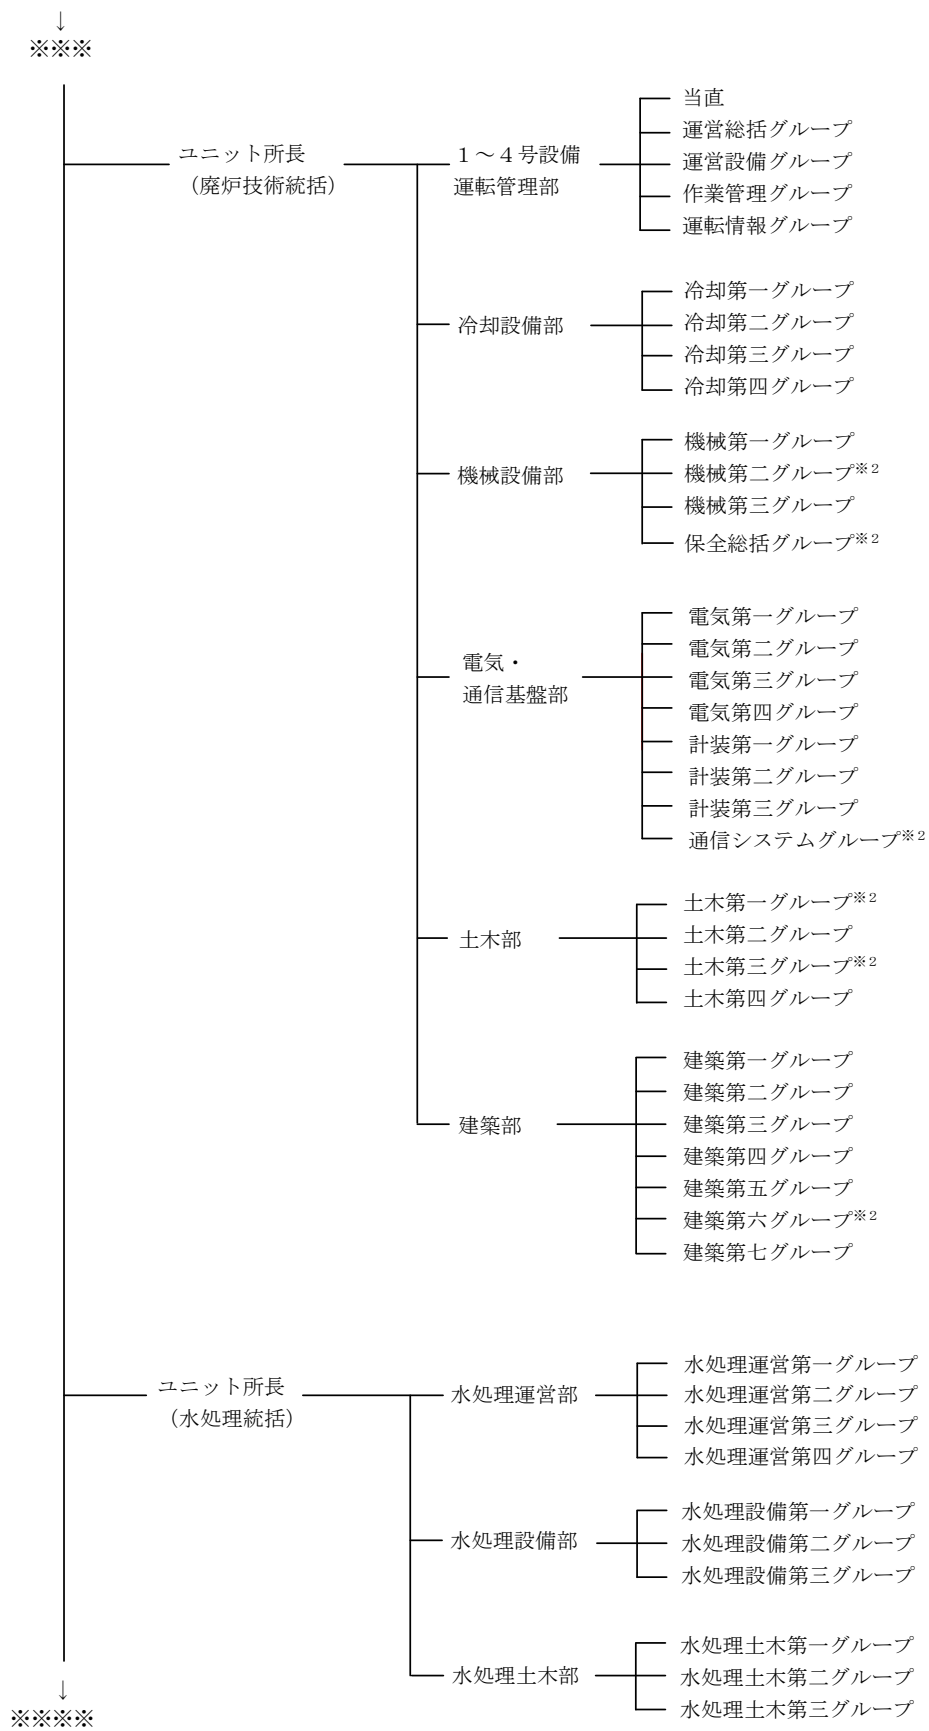 ↓
※※※
ユニット所長
（廃炉技術統括）
１～４号設備
運転管理部
当直
運営総括グループ
運営設備グループ
作業管理グループ
運転情報グループ
冷却設備部
冷却第一グループ
冷却第二グループ
冷却第三グループ
冷却第四グループ
機械設備部
機械第一グループ
機械第二グループ※２
機械第三グループ
保全総括グループ※２
電気・
通信基盤部
電気第一グループ
電気第二グループ
電気第三グループ
電気第四グループ
計装第一グループ
計装第二グループ
計装第三グループ
通信システムグループ※２
土木部
土木第一グループ※２
土木第二グループ
土木第三グループ※２
土木第四グループ
建築部
建築第一グループ
建築第二グループ
建築第三グループ
建築第四グループ
建築第五グループ
建築第六グループ※２
建築第七グループ
ユニット所長
（水処理統括）
水処理運営部
水処理運営第一グループ
水処理運営第二グループ
水処理運営第三グループ
水処理運営第四グループ
水処理設備部
水処理設備第一グループ
水処理設備第二グループ
水処理設備第三グループ
水処理土木部
水処理土木第一グループ
水処理土木第二グループ
水処理土木第三グループ
↓
※※※※